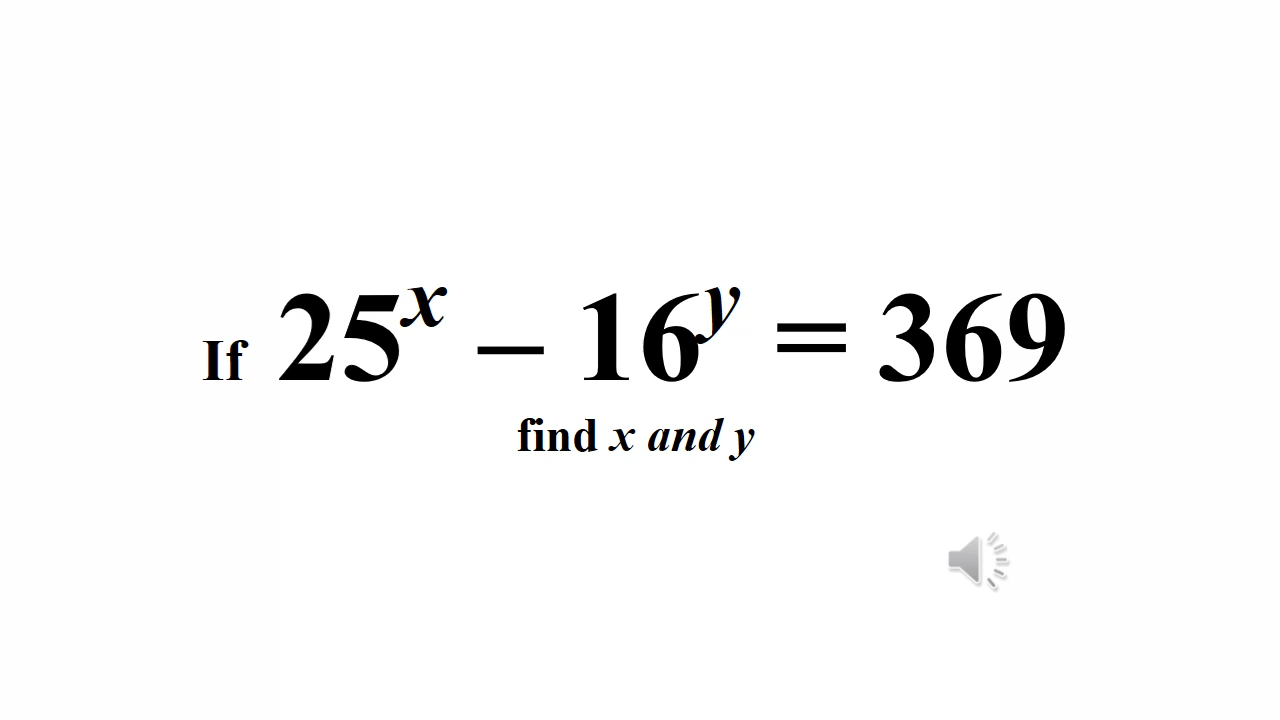 If 25^x – 16^y = 369
find x and y